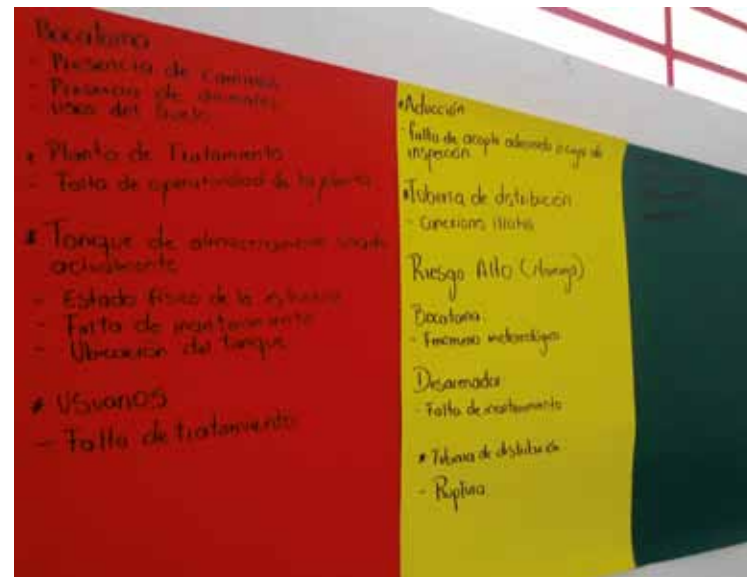 Bocatoma
- Presencia de caminos
- Presencia de animales
- Usos del Suelo
* Planta de Tratamiento
- Falta de operatividad de la planta
* Tanque de almacenamiento usado
actualmente
- Estado físico de la estructura
- Falta de mantenimiento
- Ubicación del tanque
* Usuarios
- Falta de tratamiento
* Aducción
- Falta de acople adecuado a caja de
inspección
* Tubería de distribución
- Conexiones ilícitas
Riesgo Alto
Bocatoma
- Fenómeno meteorológico
Desarenador
- Falta de mantenimiento
* Tubería de distribución
- Ruptura